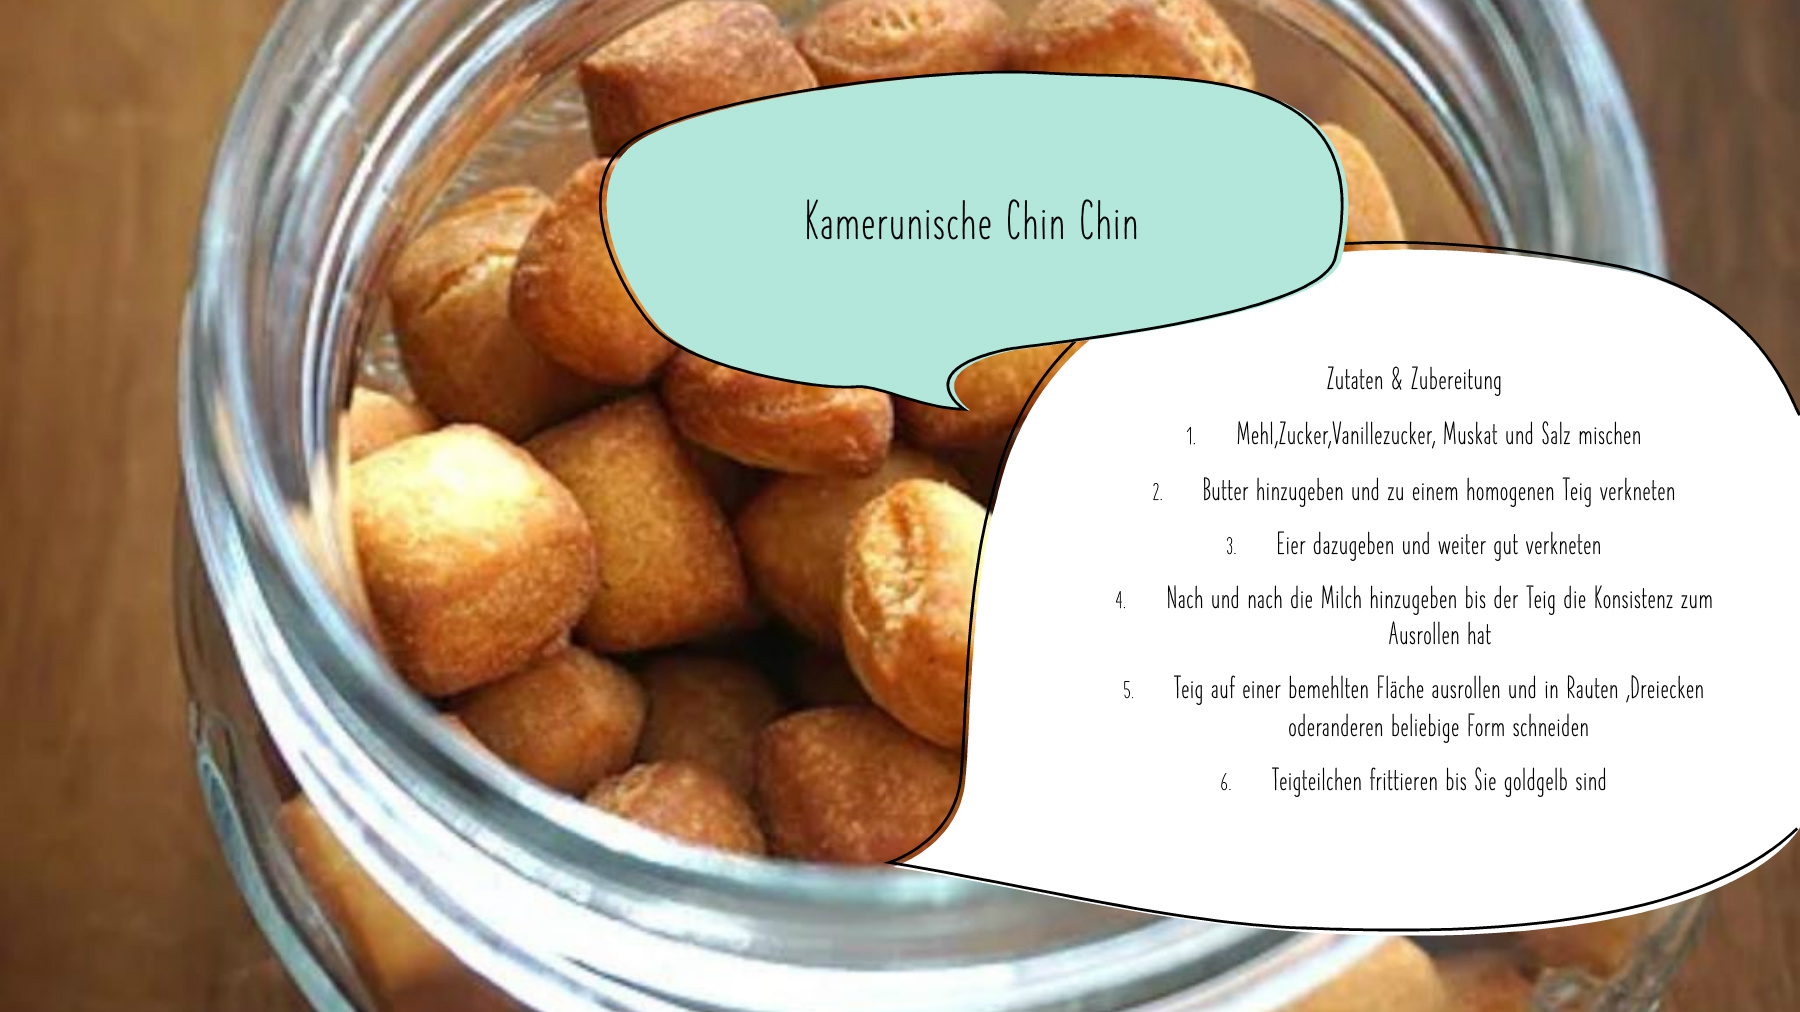 Kamerunische Chin Chin
Zutaten & Zubereitung
1. Mehl,Zucker,Vanillezucker, Muskat und Salz mischen
2. Butter hinzugeben und zu einem homogenen Teig verkneten
3. Eier dazugeben und weiter gut verkneten
4. Nach und nach die Milch hinzugeben bis der Teig die Konsistenz zum
Ausrollen hat
5. Teig auf einer bemehlten Fläche ausrollen und in Rauten ,Dreiecken
oderanderen beliebige Form schneiden
6. Teigteilchen frittieren bis Sie goldgelb sind